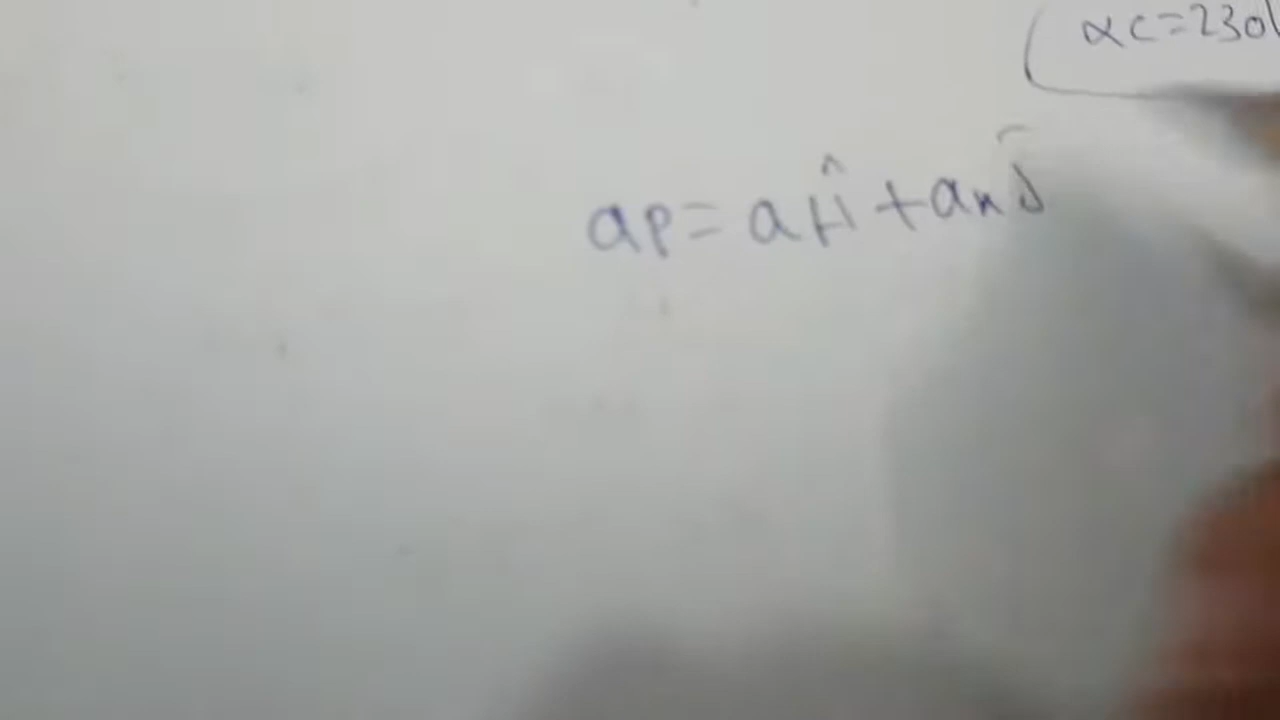 αc=230
ap = at î + an ĵ